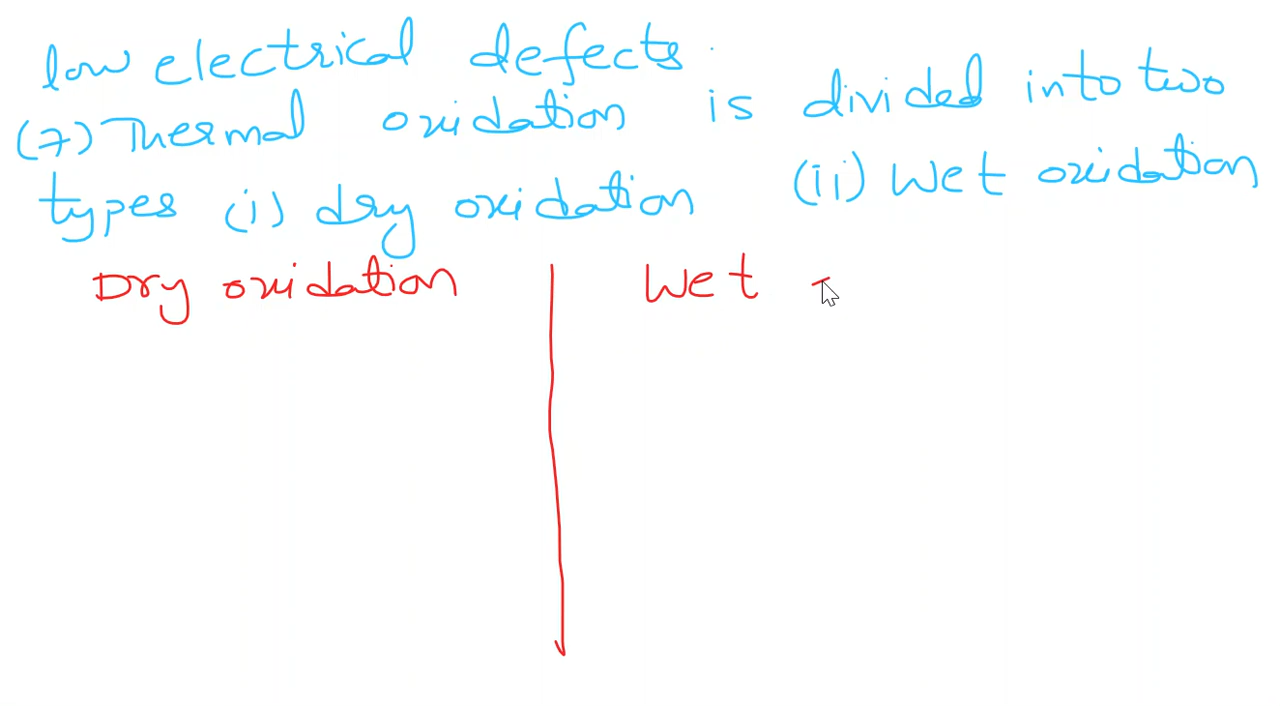 low electrical defects.
(7) Thermal oxidation is divided into two
types (i) dry oxidation (ii) Wet oxidation
Dry oxidation Wet